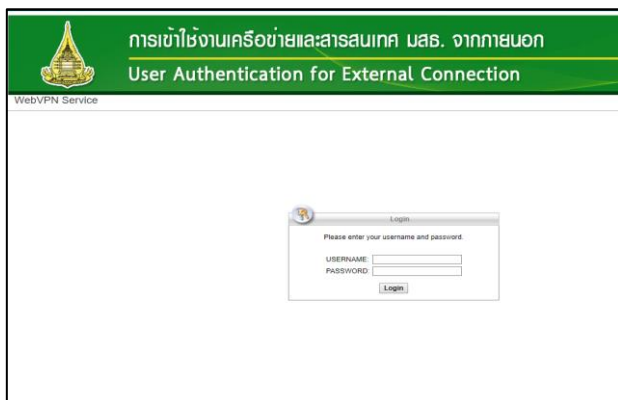 การเข้าใช้งานเครือข่ายและสารสนเทศ มสธ. จากภายนอก
User Authentication for External Connection
WebVPN Service
Login
Please enter your username and password.
USERNAME:
PASSWORD:
Login